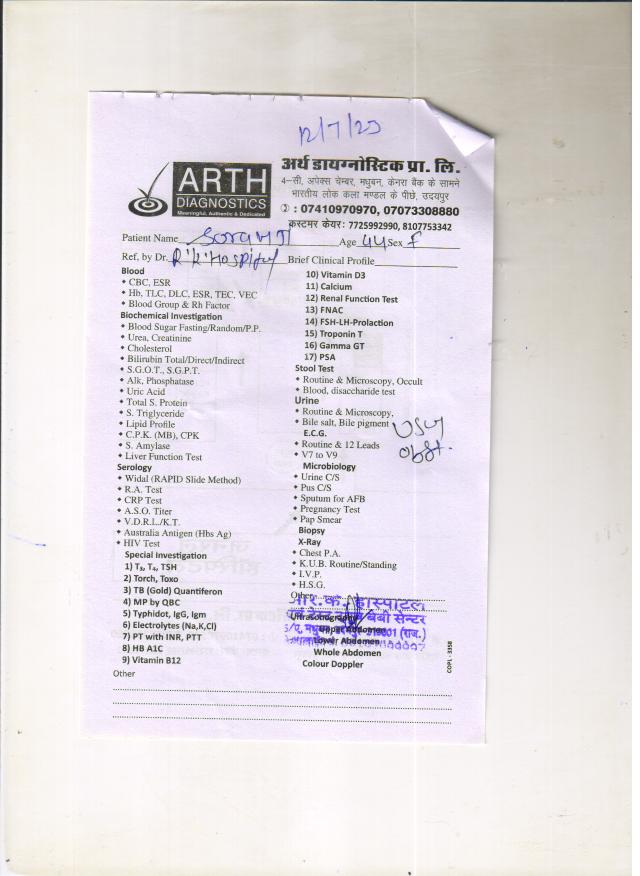 12/7/25
ARTH
DIAGNOSTICS
Meaningful, Authentic & Dedicated
अर्थ डायग्नोस्टिक प्रा. लि.
4-सी, अपेक्स चेम्बर, मधुबन, केनरा बैंक के सामने
भारतीय लोक कला मण्डल के पीछे, उदयपुर
: 07410970970, 07073308880
कस्टमर केयर: 7725992990, 8107753342
Patient Name Age 44 Sex F
Ref, by Dr. R.K. Hospital Brief Clinical Profile
Blood
CBC, ESR
Hb, TLC, DLC, ESR, TEC, VEC
Blood Group & Rh Factor
Biochemical Investigation
Blood Sugar Fasting/Random/P.P.
Urea, Creatinine
Cholesterol
Bilirubin Total/Direct/Indirect
S.G.O.T., S.G.P.T.
Alk, Phosphatase
Uric Acid
Total S. Protein
S. Triglyceride
Lipid Profile
C.P.K. (MB), CPK
S. Amylase
Liver Function Test
Serology
Widal (RAPID Slide Method)
R.A. Test
CRP Test
A.S.O. Titer
V.D.R.L./K.T.
Australia Antigen (Hbs Ag)
HIV Test
Special Investigation
1) T₃, T₄, TSH
2) Torch, Toxo
3) TB (Gold) Quantiferon
4) MP by QBC
5) Typhidot, IgG, Igm
6) Electrolytes (Na,K,Cl)
7) PT with INR, PTT
8) HB A1C
9) Vitamin B12
Other
10) Vitamin D3
11) Calcium
12) Renal Function Test
13) FNAC
14) FSH-LH-Prolaction
15) Troponin T
16) Gamma GT
17) PSA
Stool Test
Routine & Microscopy, Occult
Blood, disaccharide test
Urine
Routine & Microscopy,
Bile salt, Bile pigment
USG
Obst.
E.C.G.
Routine & 12 Leads
V7 to V9
Microbiology
Urine C/S
Pus C/S
Sputum for AFB
Pregnancy Test
Pap Smear
Biopsy
X-Ray
Chest P.A.
K.U.B. Routine/Standing
I.V.P.
H.S.G.
Other
आर.के. हास्पीटल
Ultrasonography
Upper Abdomen
Lower Abdomen
Whole Abdomen
Colour Doppler
COPL - 3358